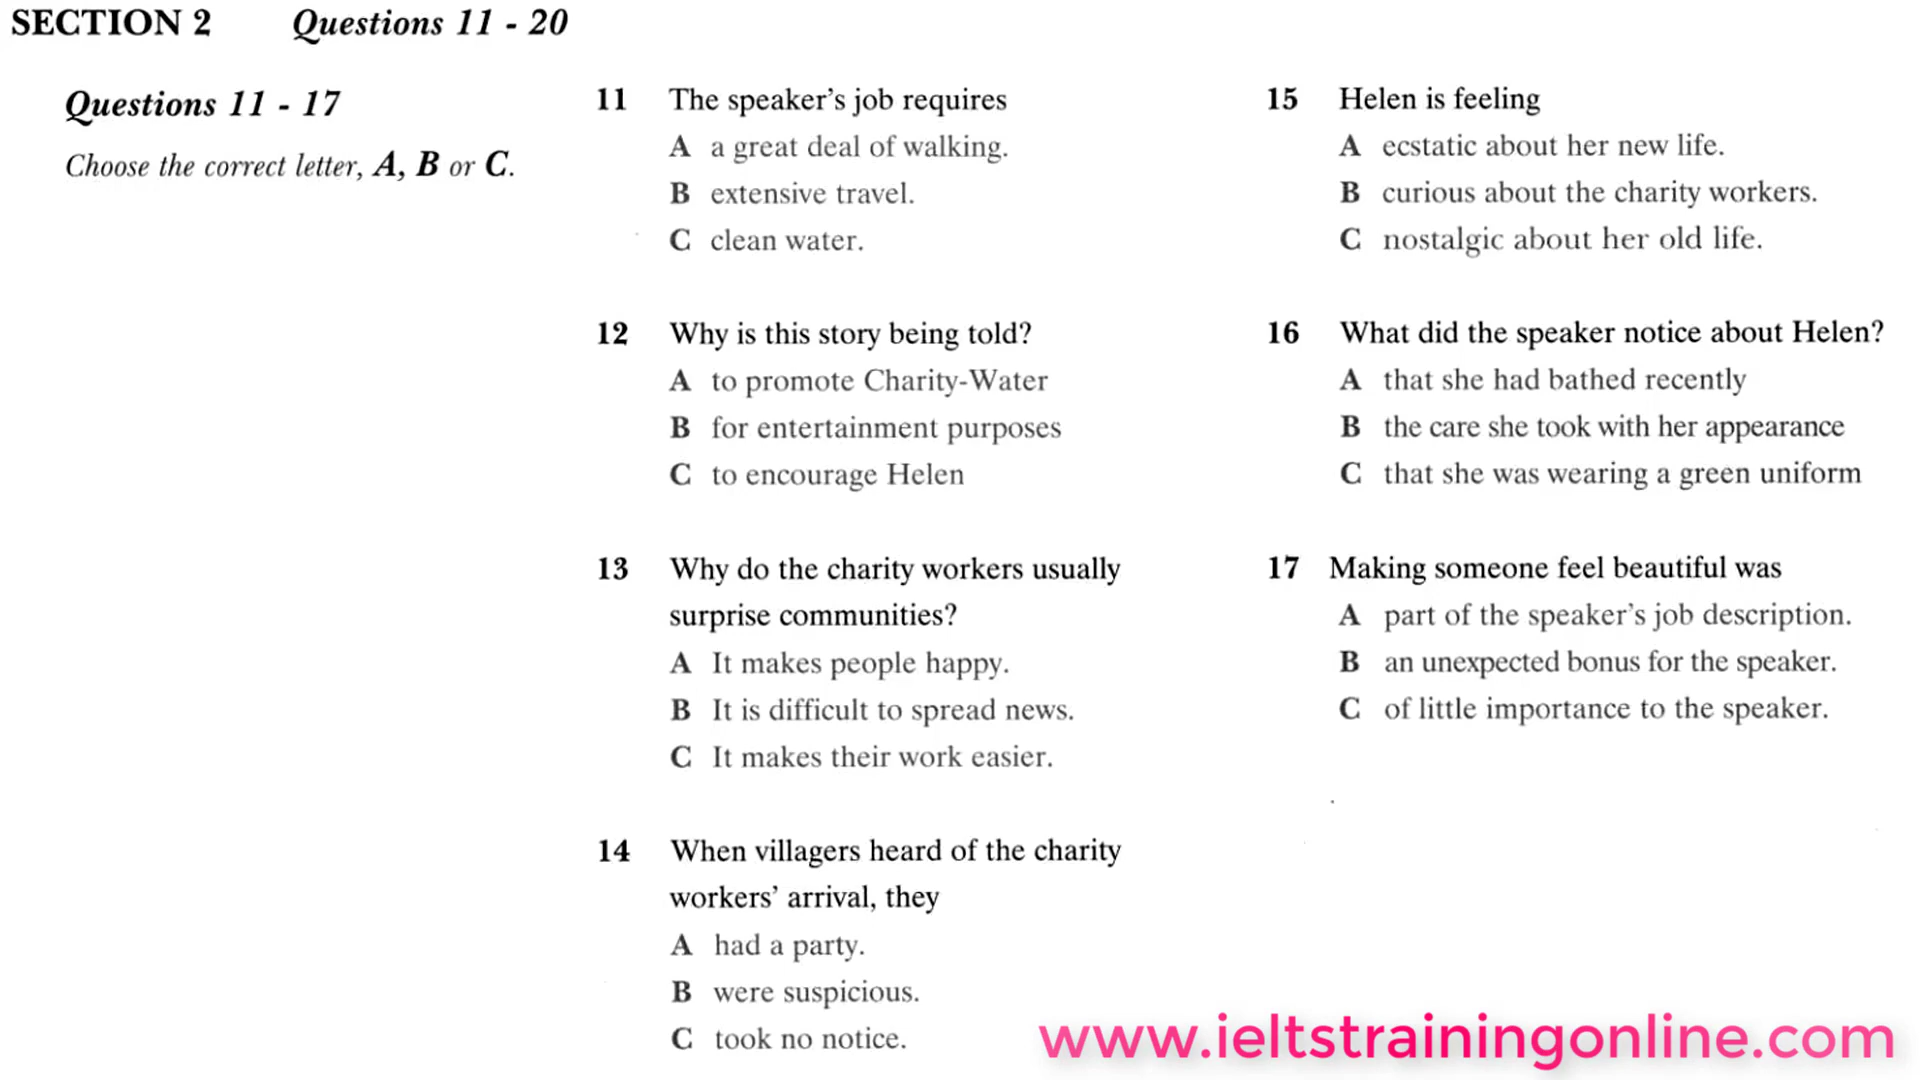 SECTION 2 Questions 11 - 20
Questions 11 - 17
Choose the correct letter, A, B or C.
11 The speaker's job requires
A a great deal of walking.
B extensive travel.
C clean water.
12 Why is this story being told?
A to promote Charity-Water
B for entertainment purposes
C to encourage Helen
13 Why do the charity workers usually
surprise communities?
A It makes people happy.
B It is difficult to spread news.
C It makes their work easier.
14 When villagers heard of the charity
workers' arrival, they
A had a party.
B were suspicious.
C took no notice.
15 Helen is feeling
A ecstatic about her new life.
B curious about the charity workers.
C nostalgic about her old life.
16 What did the speaker notice about Helen?
A that she had bathed recently
B the care she took with her appearance
C that she was wearing a green uniform
17 Making someone feel beautiful was
A part of the speaker's job description.
B an unexpected bonus for the speaker.
C of little importance to the speaker.
www.ieltstrainingonline.com